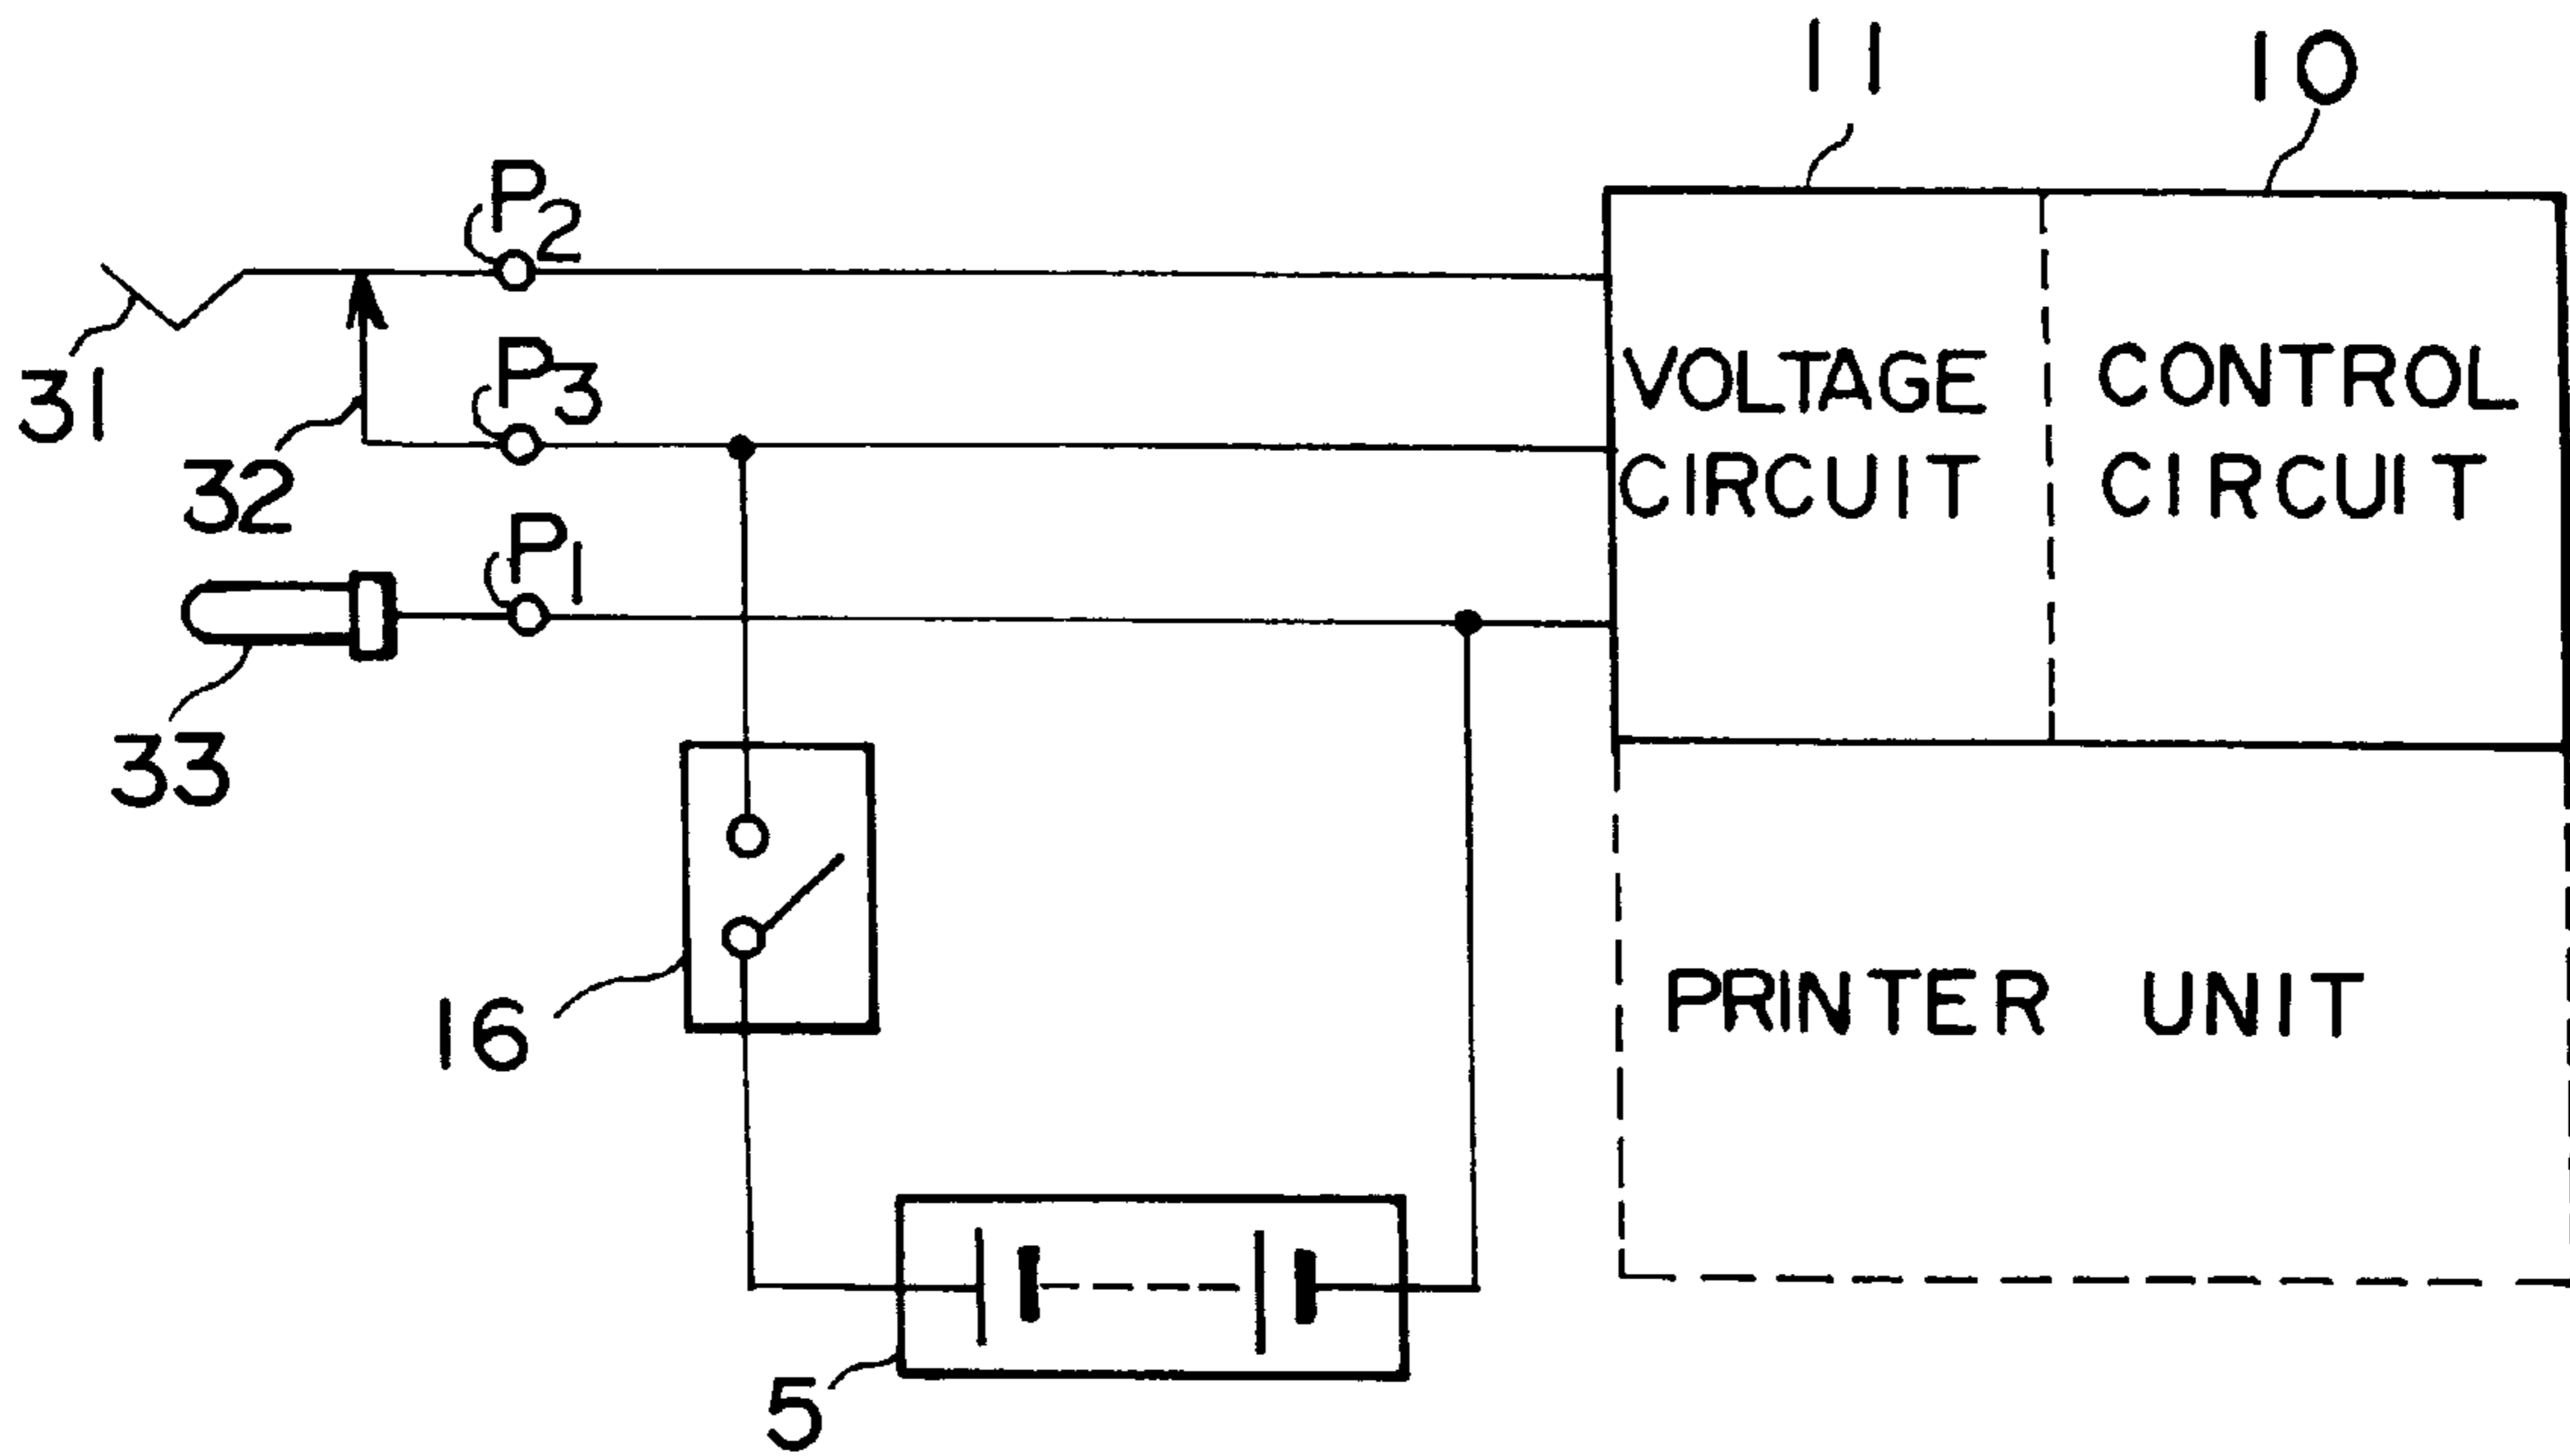 11
10
P2
31
P3
32
P1
33
VOLTAGE
CIRCUIT
CONTROL
CIRCUIT
16
PRINTER UNIT
5